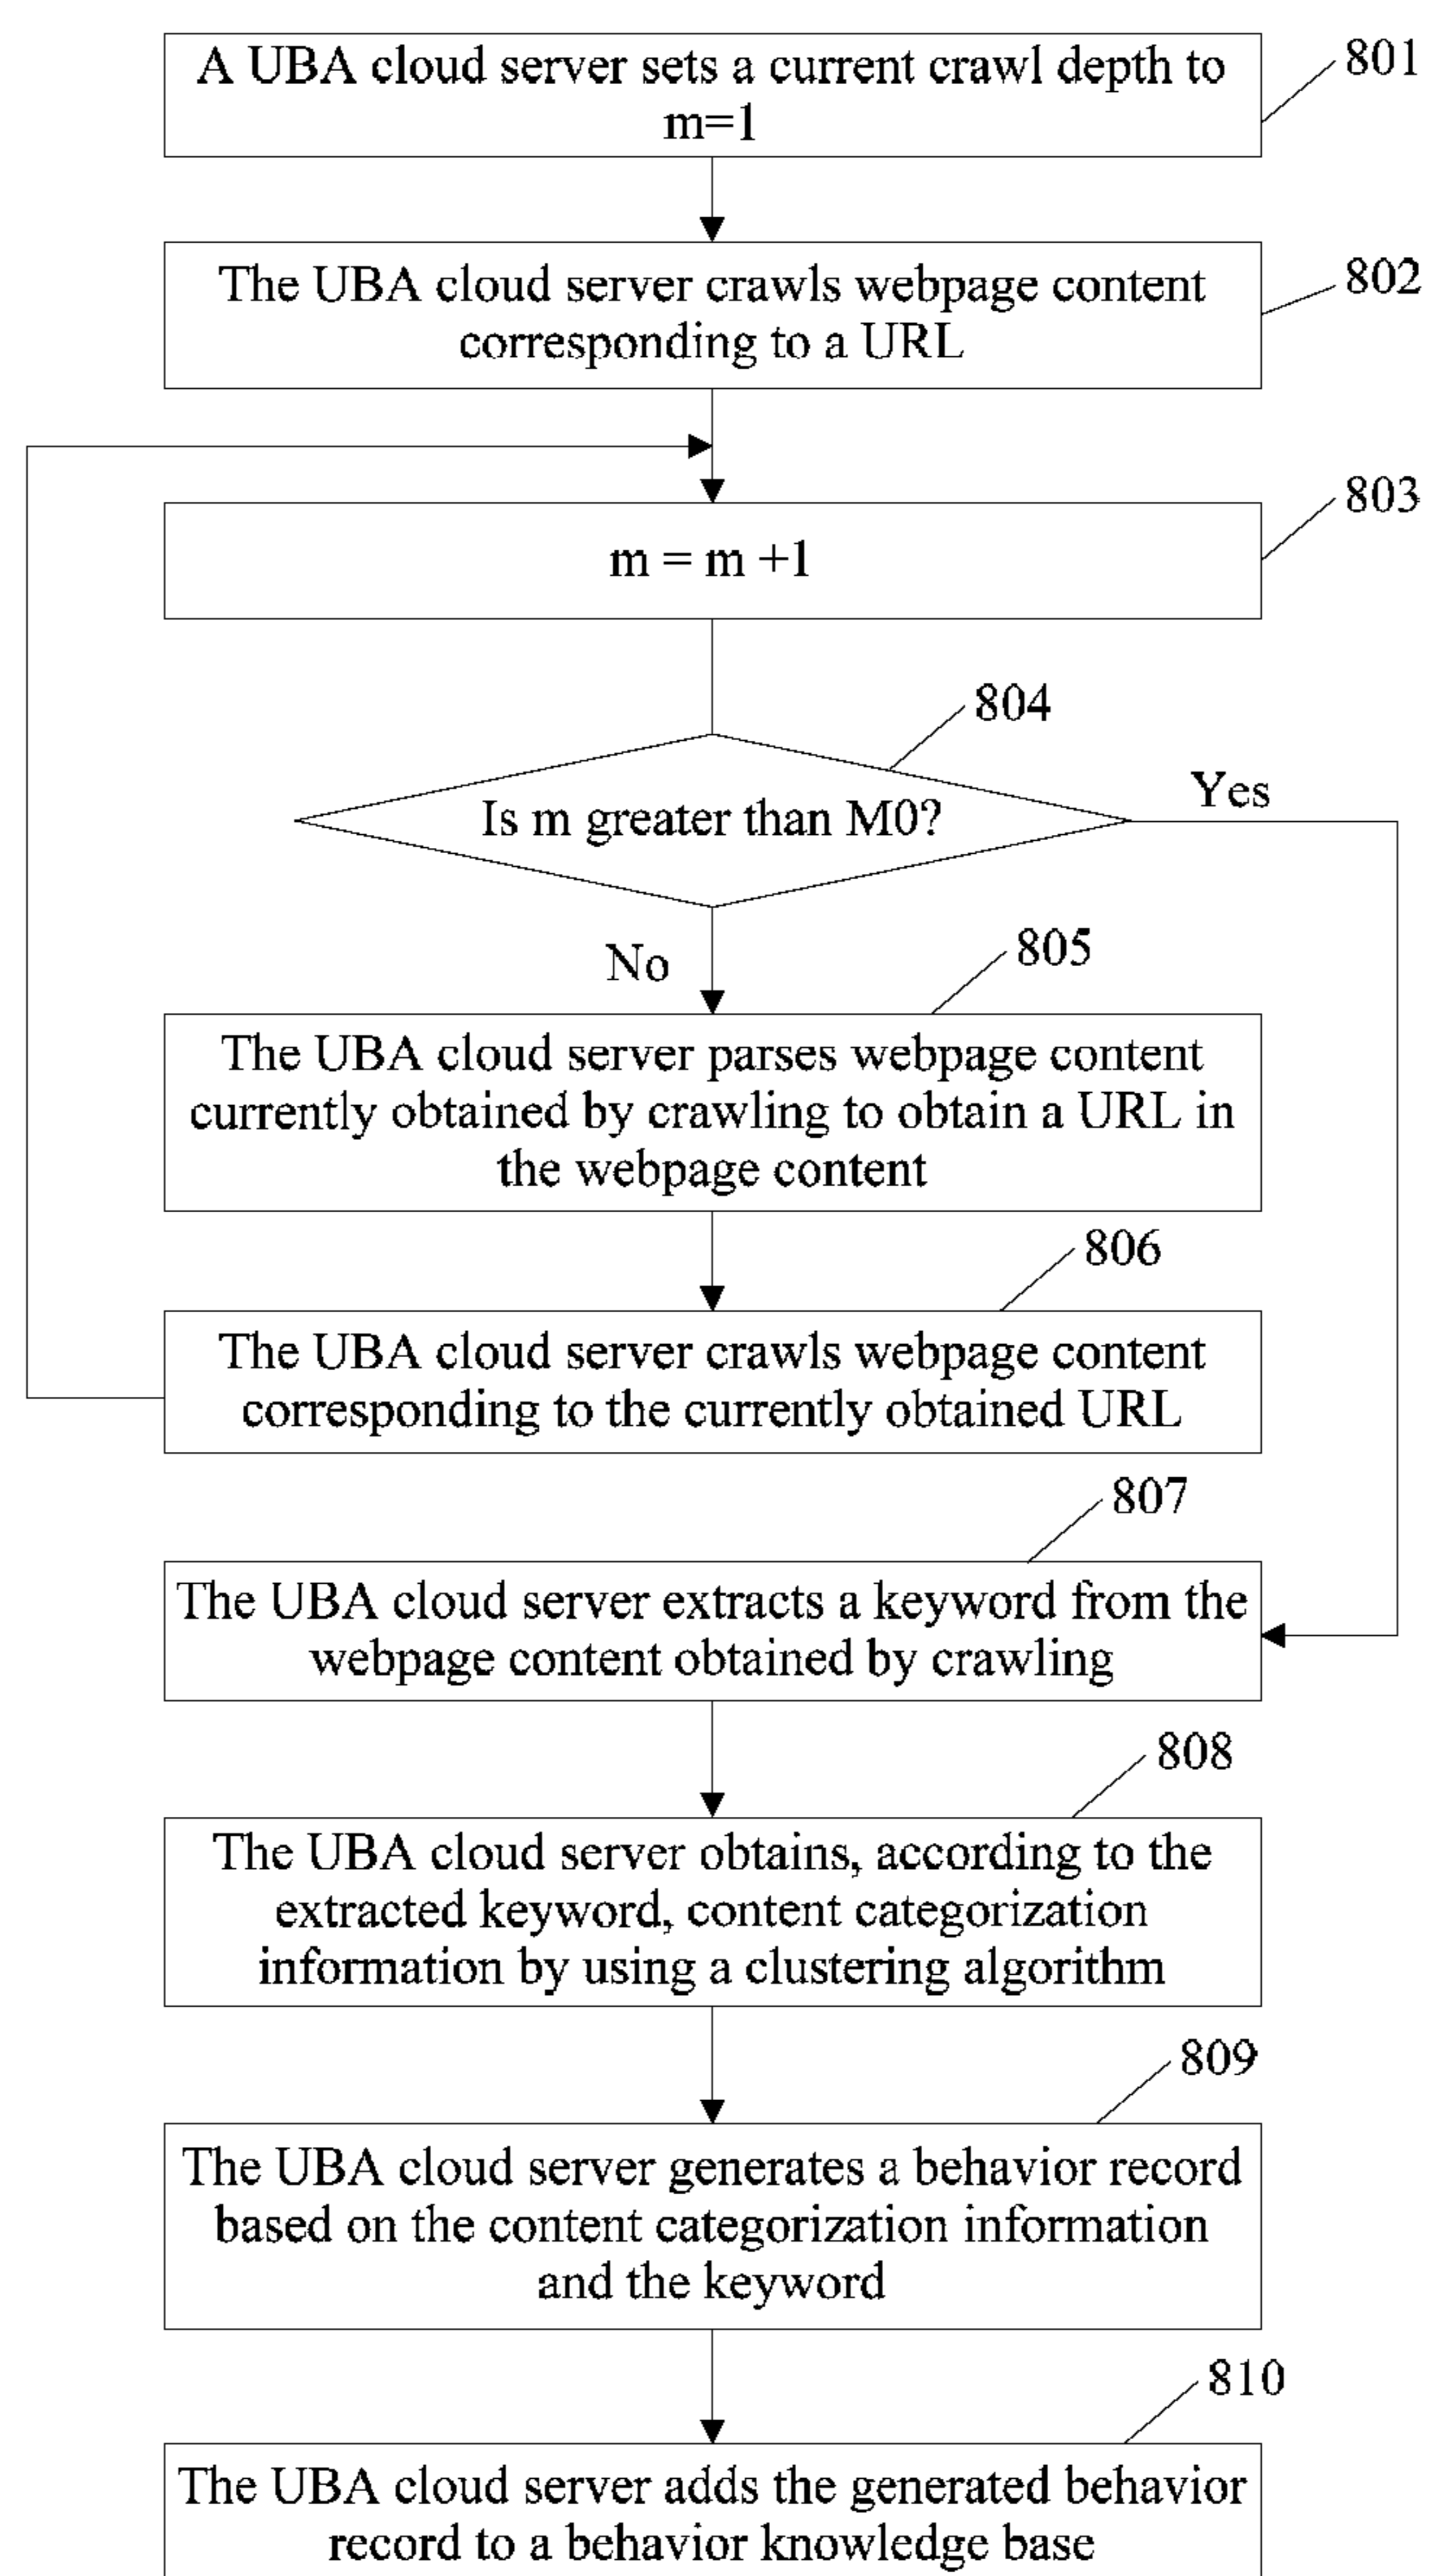 A UBA cloud server sets a current crawl depth to
m=1
801
The UBA cloud server crawls webpage content
corresponding to a URL
802
803
m = m +1
804
Is m greater than M0?
Yes
No
805
The UBA cloud server parses webpage content
currently obtained by crawling to obtain a URL in
the webpage content
806
The UBA cloud server crawls webpage content
corresponding to the currently obtained URL
807
The UBA cloud server extracts a keyword from the
webpage content obtained by crawling
808
The UBA cloud server obtains, according to the
extracted keyword, content categorization
information by using a clustering algorithm
809
The UBA cloud server generates a behavior record
based on the content categorization information
and the keyword
810
The UBA cloud server adds the generated behavior
record to a behavior knowledge base